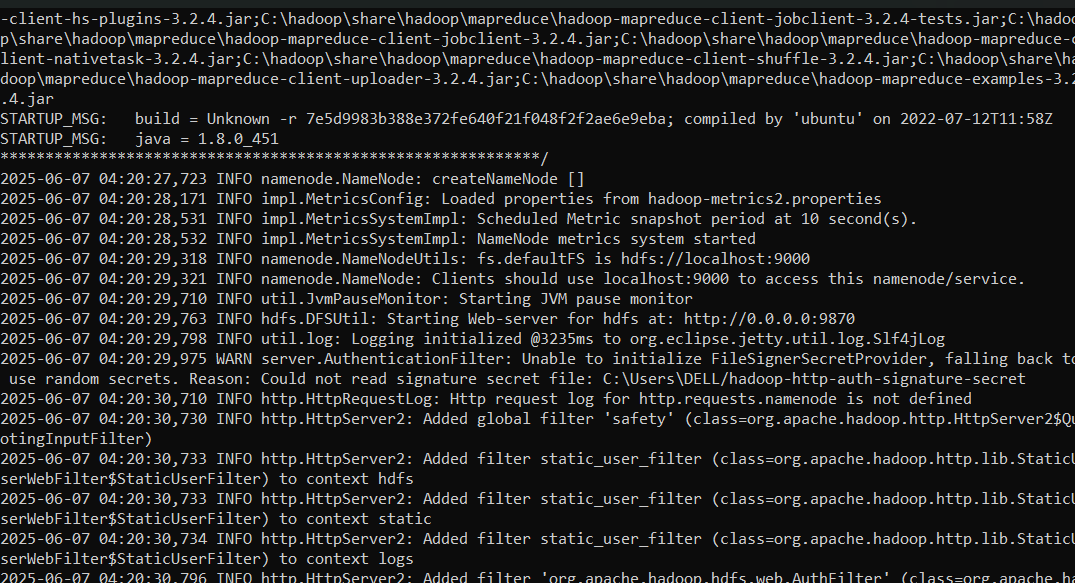 -client-hs-plugins-3.2.4.jar;C:\hadoop\share\hadoop\mapreduce\hadoop-mapreduce-client-jobclient-3.2.4-tests.jar;C:\hadoo
p\share\hadoop\mapreduce\hadoop-mapreduce-client-jobclient-3.2.4.jar;C:\hadoop\share\hadoop\mapreduce\hadoop-mapreduce-c
lient-nativetask-3.2.4.jar;C:\hadoop\share\hadoop\mapreduce\hadoop-mapreduce-client-shuffle-3.2.4.jar;C:\hadoop\share\ha
doop\mapreduce\hadoop-mapreduce-client-uploader-3.2.4.jar;C:\hadoop\share\hadoop\mapreduce\hadoop-mapreduce-examples-3.2
.4.jar
STARTUP_MSG:   build = Unknown -r 7e5d9983b388e372fe640f21f048f2f2ae6e9eba; compiled by 'ubuntu' on 2022-07-12T11:58Z
STARTUP_MSG:   java = 1.8.0_451
************************************************************/
2025-06-07 04:20:27,723 INFO namenode.NameNode: createNameNode []
2025-06-07 04:20:28,171 INFO impl.MetricsConfig: Loaded properties from hadoop-metrics2.properties
2025-06-07 04:20:28,531 INFO impl.MetricsSystemImpl: Scheduled Metric snapshot period at 10 second(s).
2025-06-07 04:20:28,532 INFO impl.MetricsSystemImpl: NameNode metrics system started
2025-06-07 04:20:29,318 INFO namenode.NameNodeUtils: fs.defaultFS is hdfs://localhost:9000
2025-06-07 04:20:29,321 INFO namenode.NameNode: Clients should use localhost:9000 to access this namenode/service.
2025-06-07 04:20:29,710 INFO util.JvmPauseMonitor: Starting JVM pause monitor
2025-06-07 04:20:29,763 INFO hdfs.DFSUtil: Starting Web-server for hdfs at: http://0.0.0.0:9870
2025-06-07 04:20:29,798 INFO util.log: Logging initialized @3235ms to org.eclipse.jetty.util.log.Slf4jLog
2025-06-07 04:20:29,975 WARN server.AuthenticationFilter: Unable to initialize FileSignerSecretProvider, falling back to
 use random secrets. Reason: Could not read signature secret file: C:\Users\DELL/hadoop-http-auth-signature-secret
2025-06-07 04:20:30,710 INFO http.HttpRequestLog: Http request log for http.requests.namenode is not defined
2025-06-07 04:20:30,730 INFO http.HttpServer2: Added global filter 'safety' (class=org.apache.hadoop.http.HttpServer2$Qu
otingInputFilter)
2025-06-07 04:20:30,733 INFO http.HttpServer2: Added filter static_user_filter (class=org.apache.hadoop.http.lib.StaticU
serWebFilter$StaticUserFilter) to context hdfs
2025-06-07 04:20:30,733 INFO http.HttpServer2: Added filter static_user_filter (class=org.apache.hadoop.http.lib.StaticU
serWebFilter$StaticUserFilter) to context static
2025-06-07 04:20:30,734 INFO http.HttpServer2: Added filter static_user_filter (class=org.apache.hadoop.http.lib.StaticU
serWebFilter$StaticUserFilter) to context logs
2025-06-07 04:20:30,796 INFO http.HttpServer2: Added filter 'org.apache.hadoop.hdfs.web.AuthFilter' (class=org.apache.ha